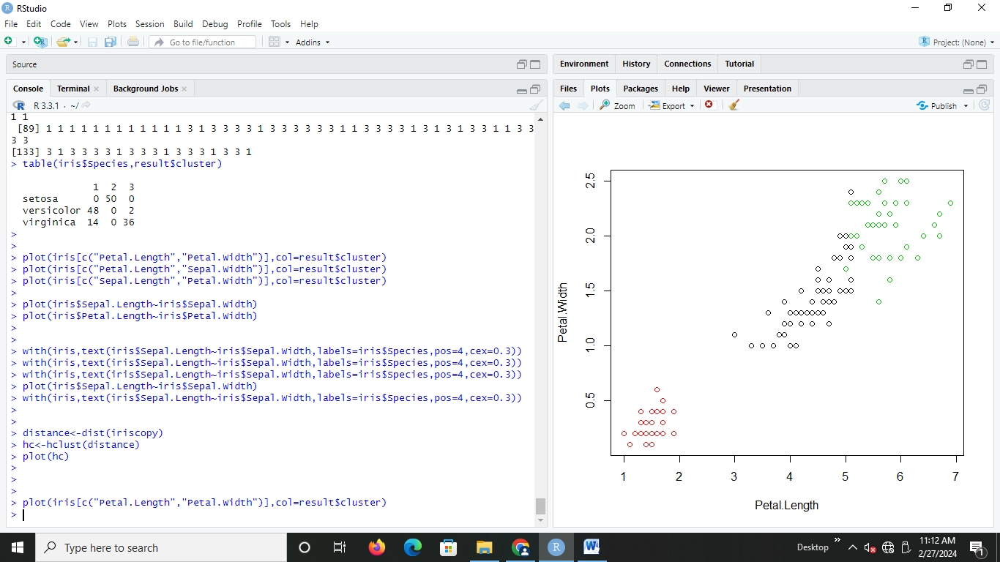 RStudio
File Edit Code View Plots Session Build Debug Profile Tools Help
Go to file/function Addins Project: (None)
Source
Console Terminal Background Jobs
R 3.3.1 · ~/
1 1
[89] 1 1 1 1 1 1 1 1 1 1 1 1 3 1 3 3 3 3 1 3 3 3 3 3 3 1 1 3 3 3 3 1 3 1 3 1 3 3 1 1 3 3
3 3
[133] 3 1 3 3 3 3 1 3 3 3 1 3 3 3 1 3 3 1
> table(iris$Species,result$cluster)
1 2 3
setosa 0 50 0
versicolor 48 0 2
virginica 14 0 36
>
>
> plot(iris[c("Petal.Length","Petal.Width")],col=result$cluster)
> plot(iris[c("Petal.Length","Sepal.Width")],col=result$cluster)
> plot(iris[c("Sepal.Length","Petal.Width")],col=result$cluster)
>
> plot(iris$Sepal.Length~iris$Sepal.Width)
> plot(iris$Petal.Length~iris$Petal.Width)
>
>
> with(iris,text(iris$Sepal.Length~iris$Sepal.Width,labels=iris$Species,pos=4,cex=0.3))
> with(iris,text(iris$Sepal.Length~iris$Sepal.Width,labels=iris$Species,pos=4,cex=0.3))
> with(iris,text(iris$Sepal.Length~iris$Sepal.Width,labels=iris$Species,pos=4,cex=0.3))
> plot(iris$Sepal.Length~iris$Sepal.Width)
> with(iris,text(iris$Sepal.Length~iris$Sepal.Width,labels=iris$Species,pos=4,cex=0.3))
>
>
> distance<-dist(iriscopy)
> hc<-hclust(distance)
> plot(hc)
>
>
>
> plot(iris[c("Petal.Length","Petal.Width")],col=result$cluster)
>
Environment History Connections Tutorial
Files Plots Packages Help Viewer Presentation
Zoom Export Publish
2.5
2.0
1.5
1.0
0.5
Petal.Width
1 2 3 4 5 6 7
Petal.Length
Type here to search
Desktop
11:12 AM
2/27/2024
1